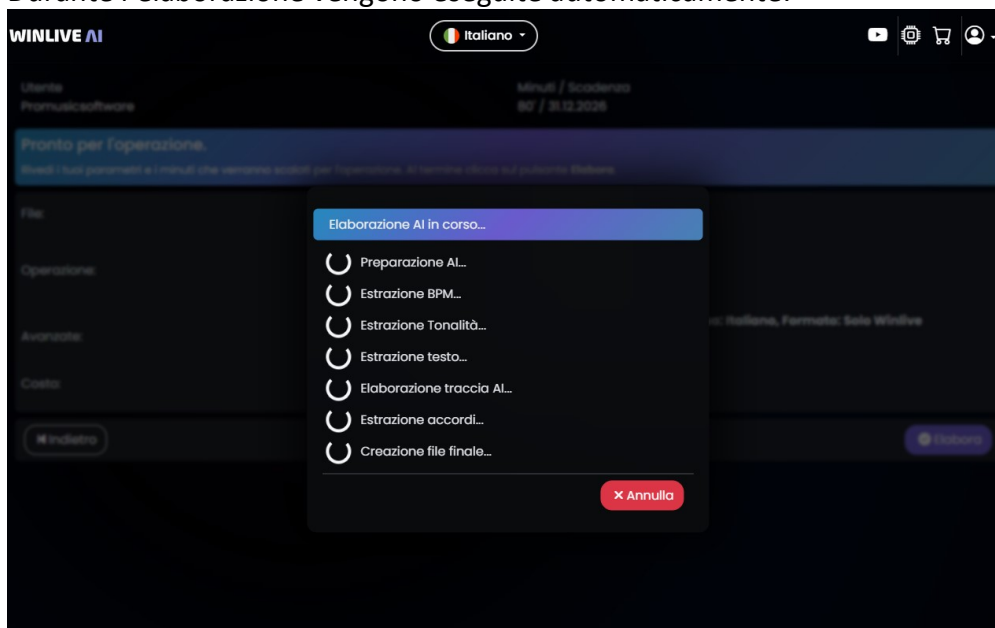 Durante l'elaborazione vengono eseguite automaticamente:
WINLIVE AI
Italiano
Utente
Minuti / Scadenza
Promusicsoftware
80' / 31.12.2026
Pronto per l'operazione.
Rivedi i tuoi parametri e i minuti che verranno scalati per l'operazione. Al termine clicca sul pulsante Elabora.
File:
Elaborazione AI in corso...
Preparazione AI...
Operazione:
Estrazione BPM...
Estrazione Tonalità...
Italiano, Formato: Solo Winlive
Avanzate:
Estrazione testo...
Elaborazione traccia AI...
Costo:
Estrazione accordi...
Indietro
Elabora
Creazione file finale...
Annulla